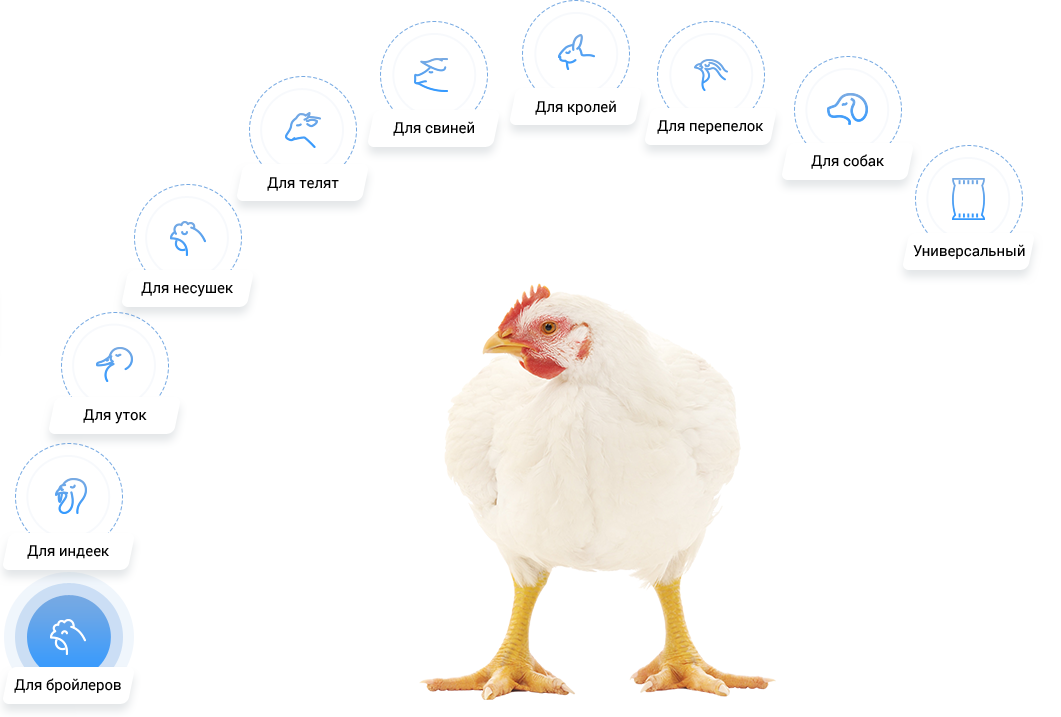 Для кролей
Для перепелок
Для свиней
Для собак
Для телят
Универсальный
Для несушек
Для уток
Для индеек
Для бройлеров